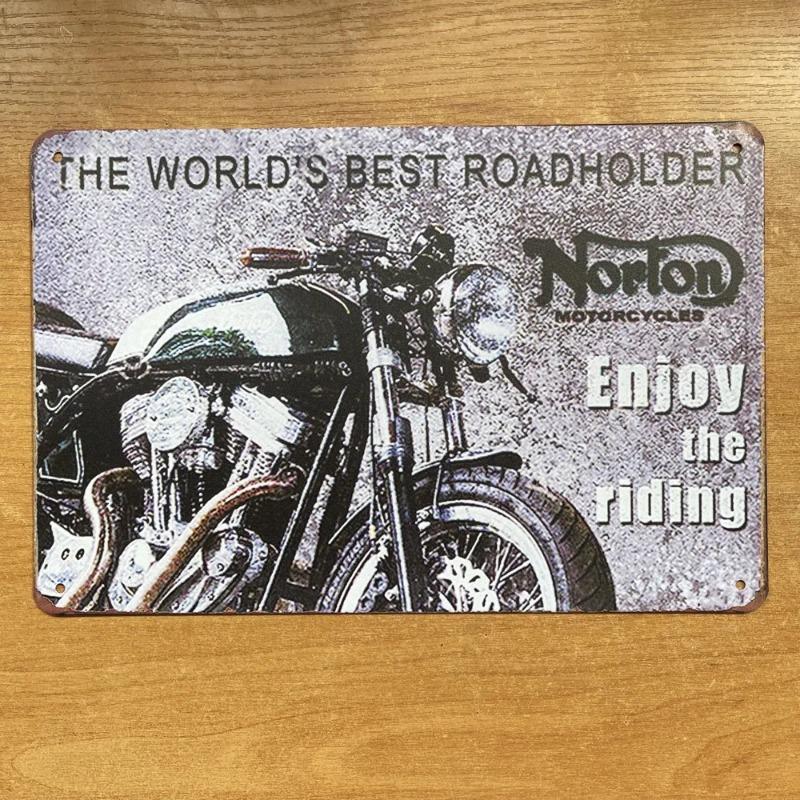 THE WORLD'S BEST ROADHOLDER
Norton
MOTORCYCLES
Enjoy
the
riding